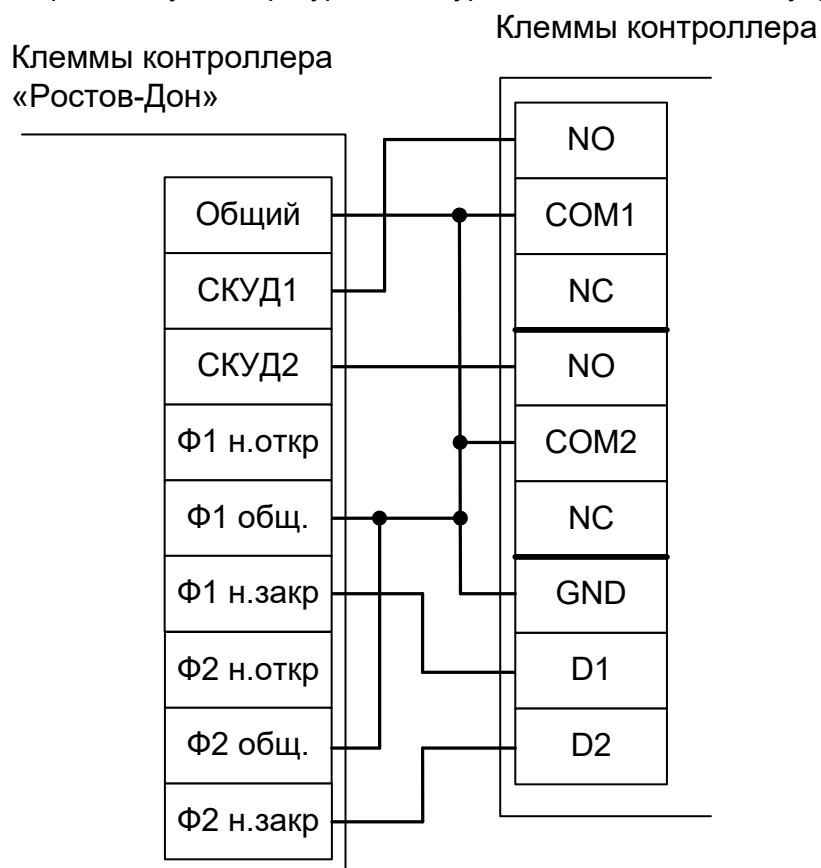 Клеммы контроллера
«Ростов-Дон»
Общий
СКУД1
СКУД2
Ф1 н.откр
Ф1 общ.
Ф1 н.закр
Ф2 н.откр
Ф2 общ.
Ф2 н.закр
Клеммы контроллера
NO
COM1
NC
NO
COM2
NC
GND
D1
D2